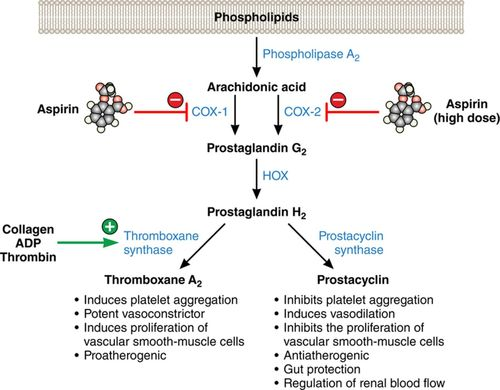 Phospholipids
Phospholipase A2
Arachidonic acid
Aspirin
COX-1
COX-2
Aspirin
(high dose)
Prostaglandin G2
HOX
Prostaglandin H2
Collagen
ADP
Thrombin
Thromboxane
synthase
Prostacyclin
synthase
Thromboxane A2
• Induces platelet aggregation
• Potent vasoconstrictor
• Induces proliferation of
vascular smooth-muscle cells
• Proatherogenic
Prostacyclin
• Inhibits platelet aggregation
• Induces vasodilation
• Inhibits the proliferation of
vascular smooth-muscle cells
• Antiatherogenic
• Gut protection
• Regulation of renal blood flow